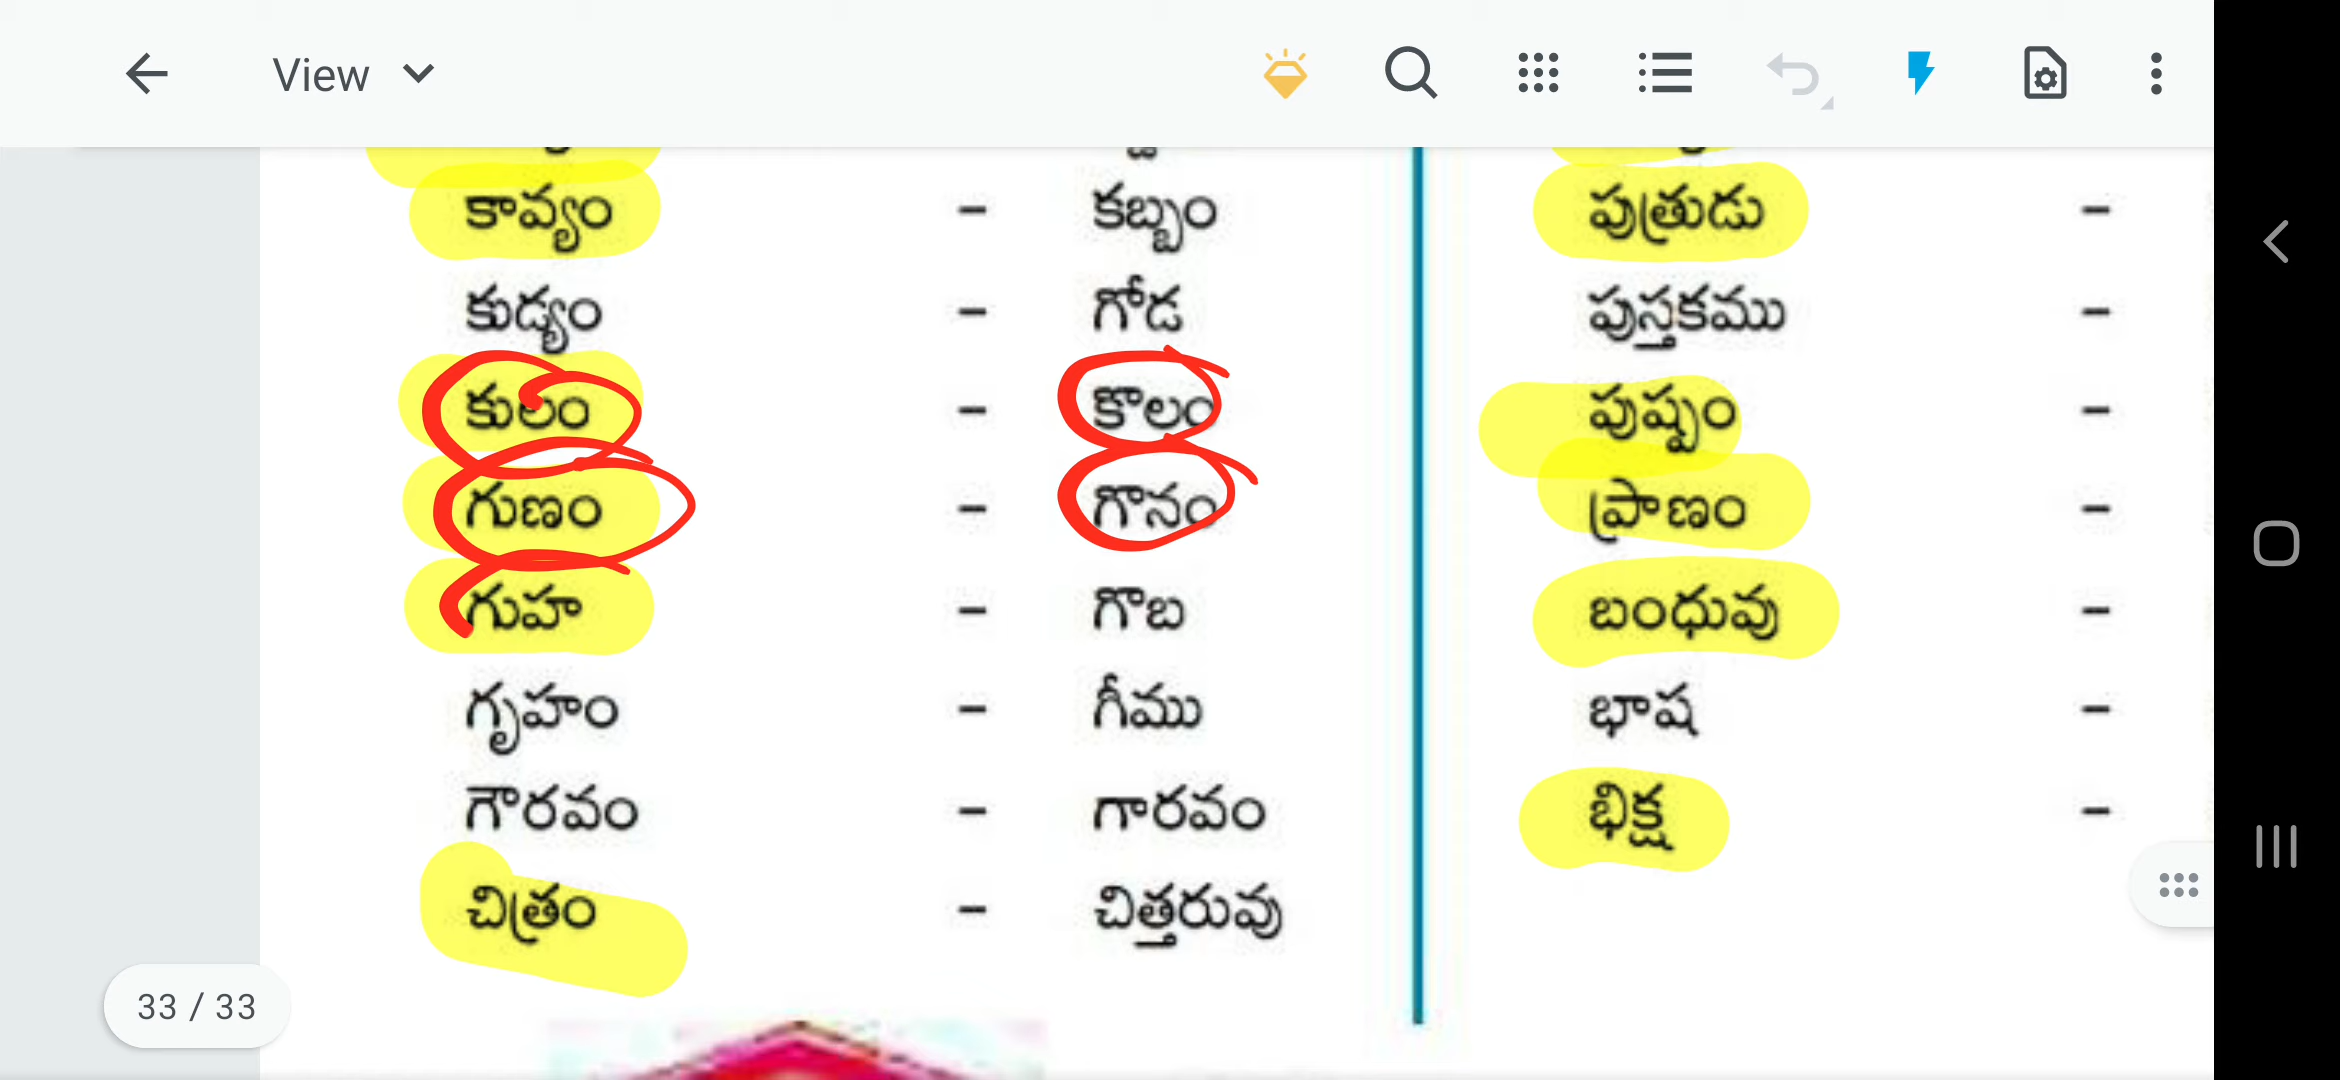 View
కావ్యం - కబ్బం
కుడ్యం - గోడ
కులం - కొలం
గుణం - గొనం
గుహ - గొబ
గృహం - గీము
గౌరవం - గారవం
చిత్రం - చిత్తరువు
పుత్రుడు -
పుస్తకము -
పుష్పం -
ప్రాణం -
బంధువు -
భాష -
భిక్ష -
33 / 33